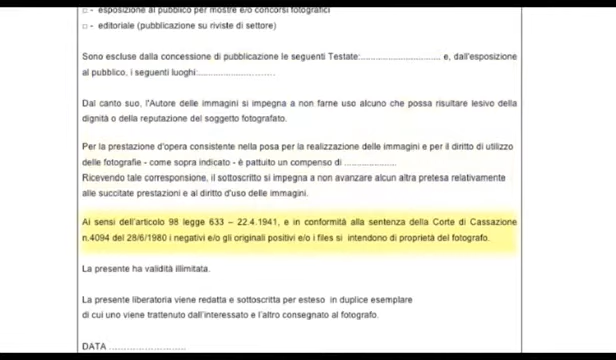 □ - esposizione al pubblico per mostre e/o concorsi fotografici
□ - editoriale (pubblicazione su riviste di settore)
Sono escluse dalla concessione di pubblicazione le seguenti Testate:............................ e, dall'esposizione
al pubblico, i seguenti luoghi:............................
Dal canto suo, l'Autore delle immagini si impegna a non farne uso alcuno che possa risultare lesivo della
dignità o della reputazione del soggetto fotografato.
Per la prestazione d'opera consistente nella posa per la realizzazione delle immagini e per il diritto di utilizzo
delle fotografie - come sopra indicato - è pattuito un compenso di ..................
Ricevendo tale corresponsione, il sottoscritto si impegna a non avanzare alcun altra pretesa relativamente
alle succitate prestazioni e al diritto d'uso delle immagini.
Ai sensi dell'articolo 98 legge 633 – 22.4.1941, e in conformità alla sentenza della Corte di Cassazione
n.4094 del 28/6/1980 i negativi e/o gli originali positivi e/o i files si intendono di proprietà del fotografo.
La presente ha validità illimitata.
La presente liberatoria viene redatta e sottoscritta per esteso in duplice esemplare
di cui uno viene trattenuto dall'interessato e l'altro consegnato al fotografo.
DATA ............................